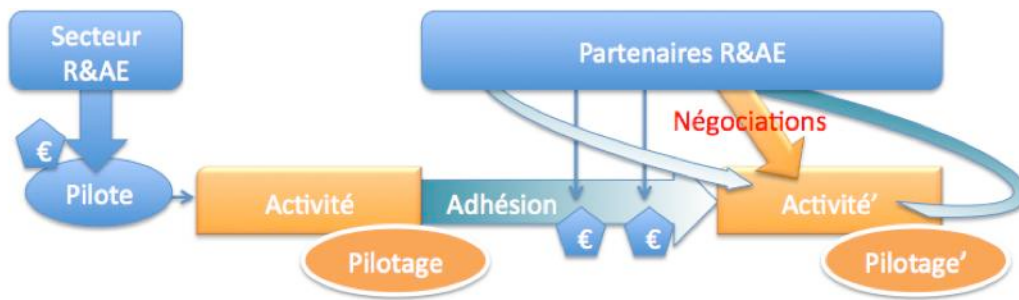 Secteur
R&AE
Partenaires R&AE
Négociations
€
Pilote
Activité
Adhésion
€
€
Activité’
Pilotage
Pilotage’